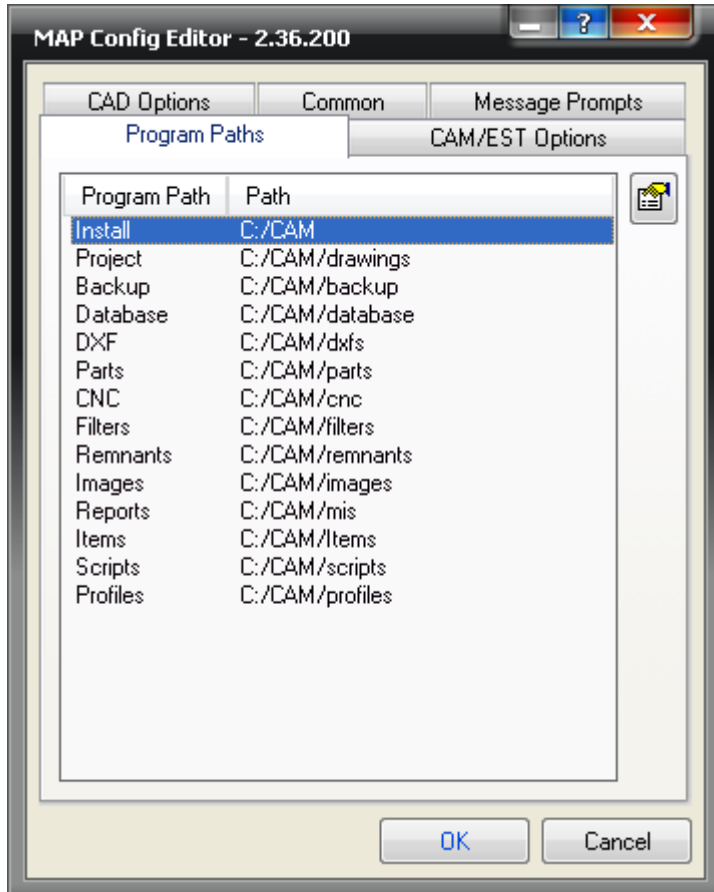 MAP Config Editor - 2.36.200
CAD Options Common Message Prompts
Program Paths CAM/EST Options
Program Path Path
Install C:/CAM
Project C:/CAM/drawings
Backup C:/CAM/backup
Database C:/CAM/database
DXF C:/CAM/dxfs
Parts C:/CAM/parts
CNC C:/CAM/cnc
Filters C:/CAM/filters
Remnants C:/CAM/remnants
Images C:/CAM/images
Reports C:/CAM/mis
Items C:/CAM/Items
Scripts C:/CAM/scripts
Profiles C:/CAM/profiles
OK Cancel